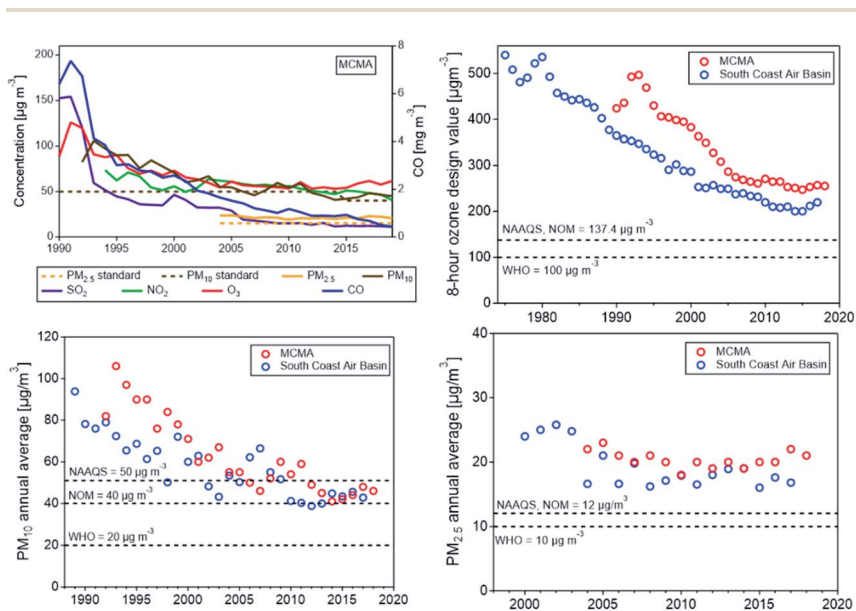 Concentration [µg m-3]
200
150
100
50
0
MCMA
8
6
4
2
0
CO [mg m-3]
1990
1995
2000
2005
2010
2015
PM2.5 standard
PM10 standard
PM2.5
PM10
SO2
NO2
O3
CO
8-hour ozone design value [µgm-3]
500
400
300
200
100
0
MCMA
South Coast Air Basin
NAAQS, NOM = 137.4 µg m-3
WHO = 100 µg m-3
1980
1990
2000
2010
2020
PM10 annual average [µg/m3]
120
100
80
60
40
20
0
MCMA
South Coast Air Basin
NAAQS = 50 µg m-3
NOM = 40 µg m-3
WHO = 20 µg m-3
1990
1995
2000
2005
2010
2015
2020
PM2.5 annual average [µg/m3]
40
30
20
10
0
MCMA
South Coast Air Basin
NAAQS, NOM = 12 µg/m3
WHO = 10 µg/m3
2000
2005
2010
2015
2020